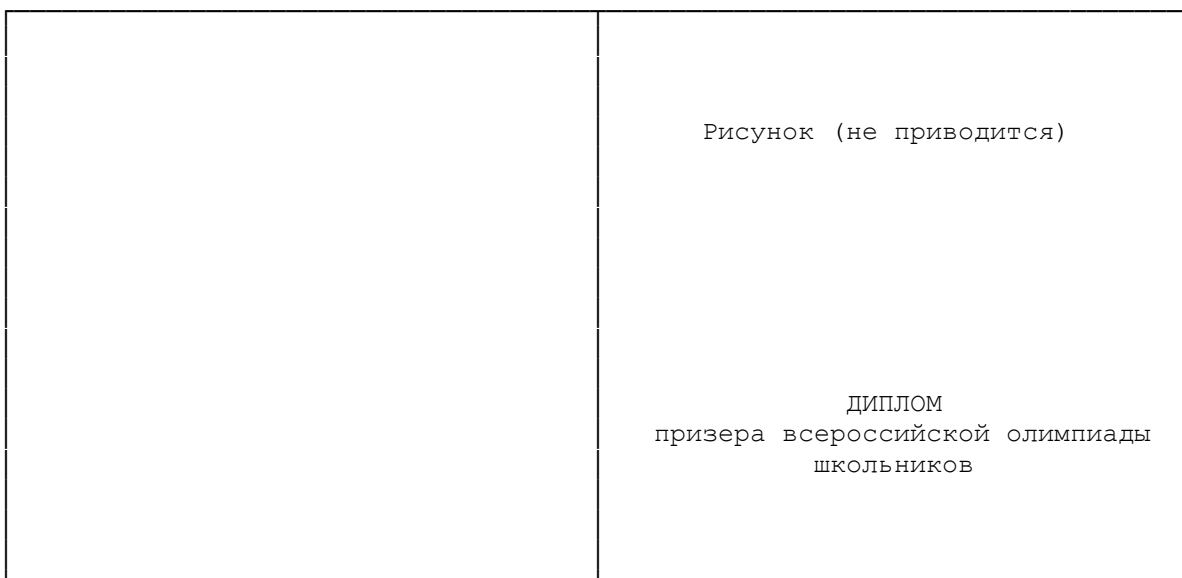 Рисунок (не приводится)
ДИПЛОМ
призера всероссийской олимпиады
школьников